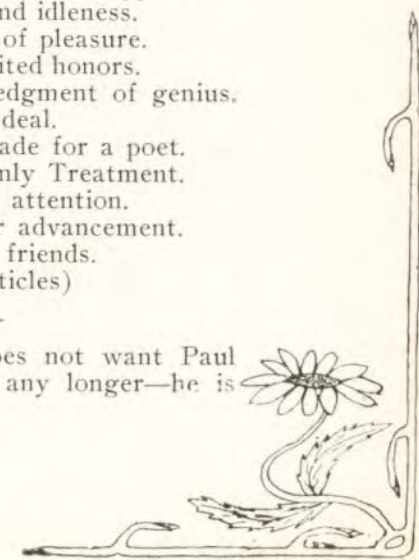 nd idleness.
of pleasure.
ited honors.
edgment of genius.
deal.
ade for a poet.
nly Treatment.
attention.
r advancement.
friends.
ticles)
oes not want Paul
any longer—he is